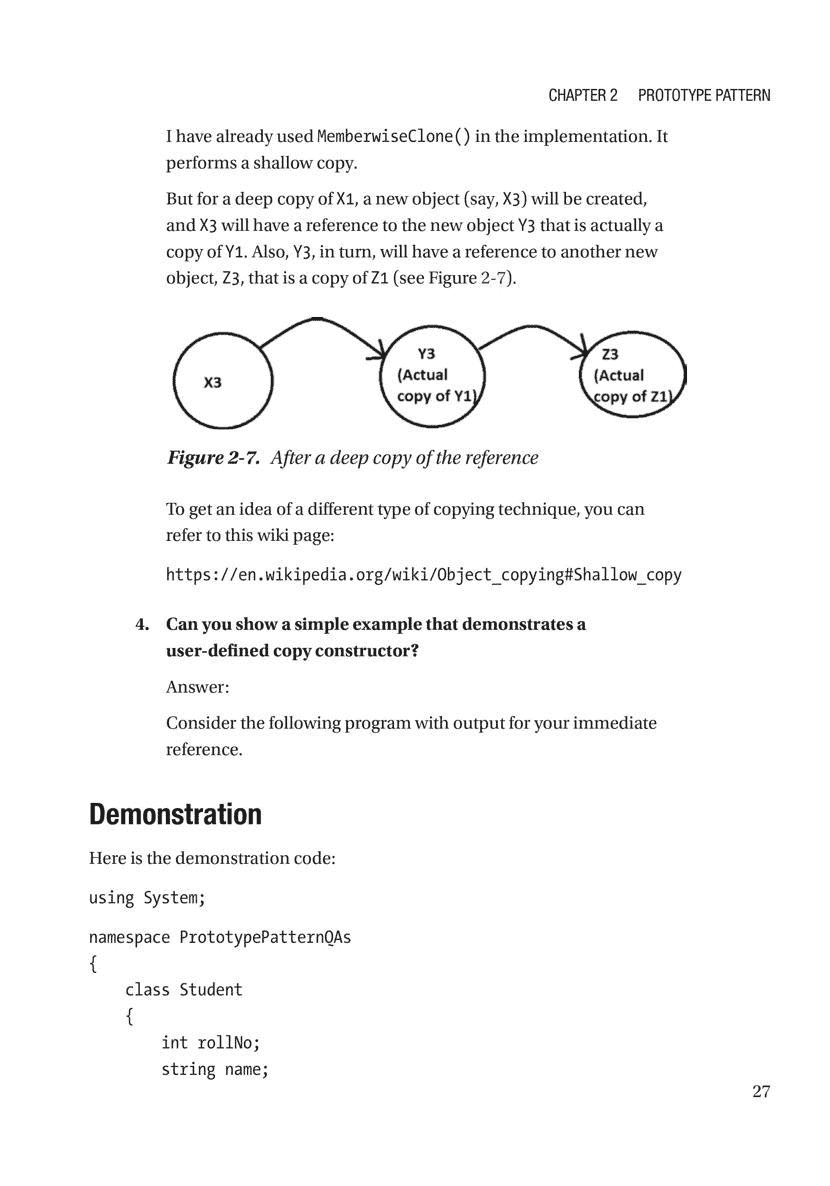 CHAPTER 2 PROTOTYPE PATTERN
I have already used MemberwiseClone() in the implementation. It
performs a shallow copy.
But for a deep copy of X1, a new object (say, X3) will be created,
and X3 will have a reference to the new object Y3 that is actually a
copy of Y1. Also, Y3, in turn, will have a reference to another new
object, Z3, that is a copy of Z1 (see Figure 2-7).
X3
Y3
(Actual
copy of Y1)
Z3
(Actual
copy of Z1)
Figure 2-7. After a deep copy of the reference
To get an idea of a different type of copying technique, you can
refer to this wiki page:
https://en.wikipedia.org/wiki/Object_copying#Shallow_copy
4. Can you show a simple example that demonstrates a
user-defined copy constructor?
Answer:
Consider the following program with output for your immediate
reference.
Demonstration
Here is the demonstration code:
using System;
namespace PrototypePatternQAs
{
    class Student
    {
        int rollNo;
        string name;
27